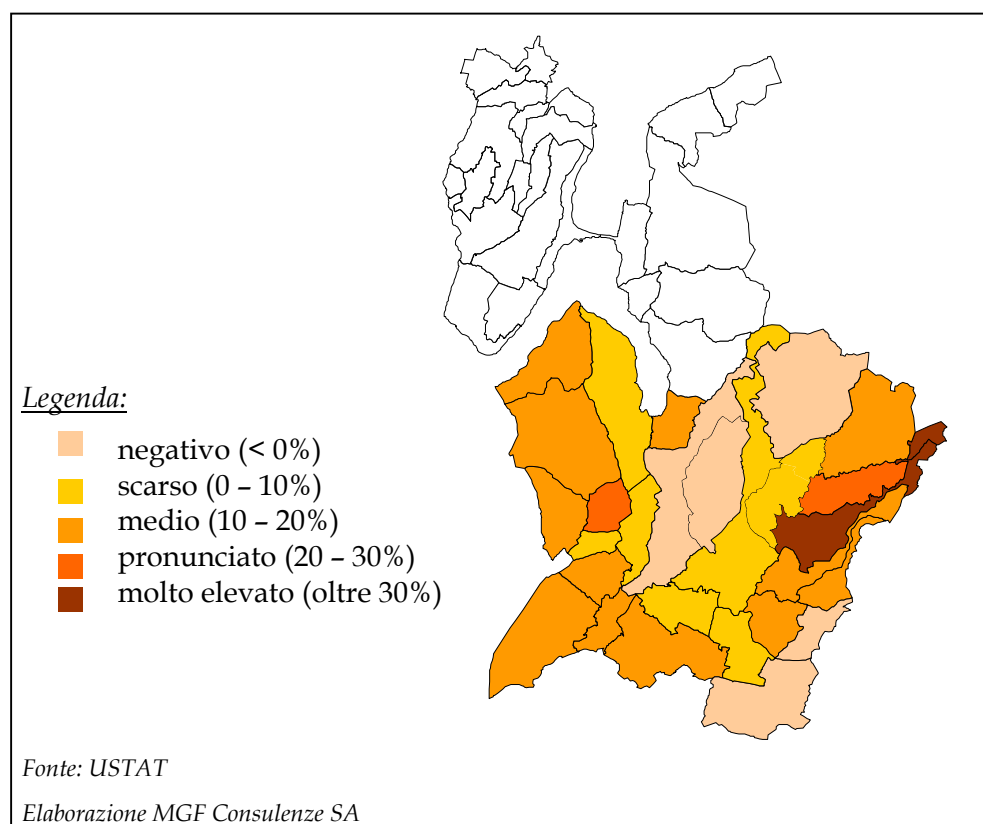 Legenda:
negativo (< 0%)
scarso (0 – 10%)
medio (10 – 20%)
pronunciato (20 – 30%)
molto elevato (oltre 30%)
Fonte: USTAT
Elaborazione MGF Consulenze SA